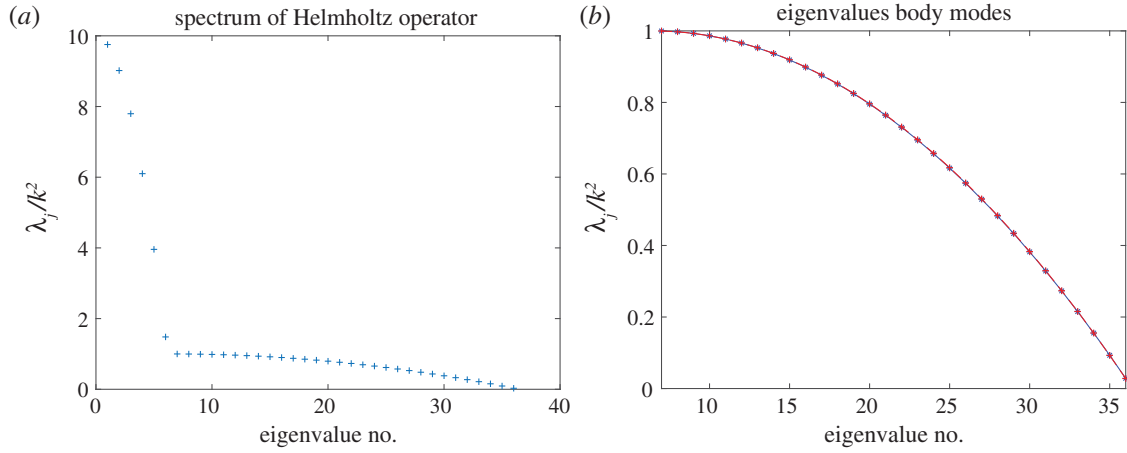 (a)
spectrum of Helmholtz operator
10
8
6
4
2
0
λ_j/k²
0 10 20 30 40
eigenvalue no.
(b)
eigenvalues body modes
1
0.8
0.6
0.4
0.2
0
λ_j/k²
10 15 20 25 30 35
eigenvalue no.